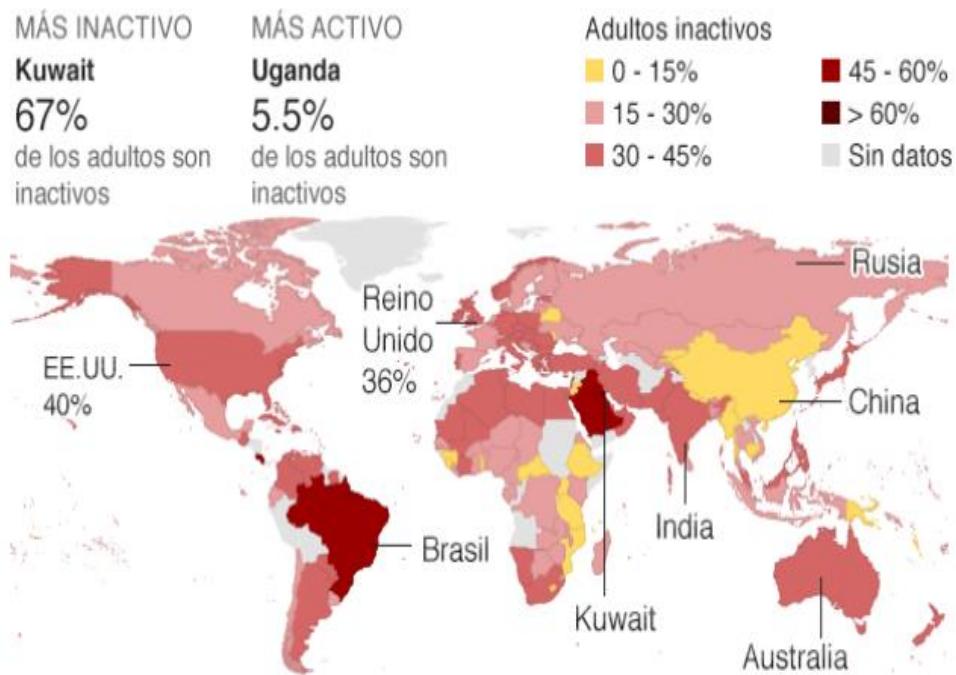 MÁS INACTIVO
Kuwait
67%
de los adultos son
inactivos
MÁS ACTIVO
Uganda
5.5%
de los adultos son
inactivos
Adultos inactivos
0 - 15%
15 - 30%
30 - 45%
45 - 60%
> 60%
Sin datos
Rusia
Reino
Unido
36%
EE.UU.
40%
China
India
Brasil
Kuwait
Australia